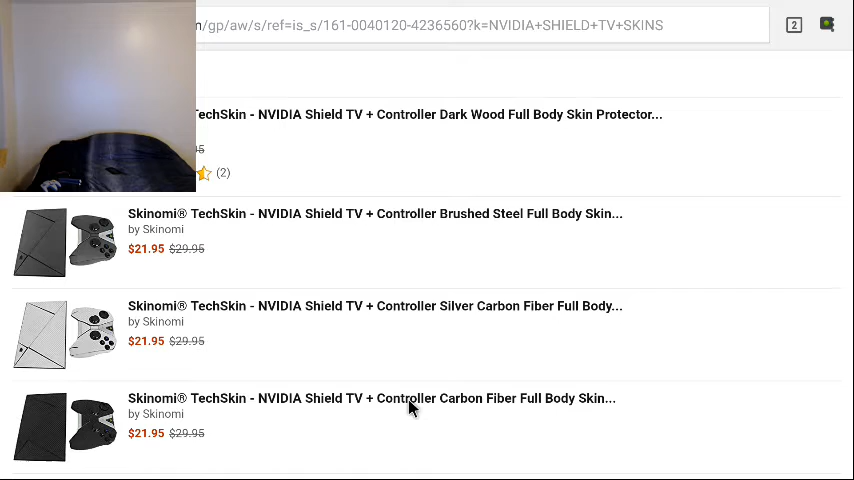 n/gp/aw/s/ref=is_s/161-0040120-4236560?k=NVIDIA+SHIELD+TV+SKINS
2
TechSkin - NVIDIA Shield TV + Controller Dark Wood Full Body Skin Protector...
95
(2)
Skinomi® TechSkin - NVIDIA Shield TV + Controller Brushed Steel Full Body Skin...
by Skinomi
$21.95 $29.95
Skinomi® TechSkin - NVIDIA Shield TV + Controller Silver Carbon Fiber Full Body...
by Skinomi
$21.95 $29.95
Skinomi® TechSkin - NVIDIA Shield TV + Controller Carbon Fiber Full Body Skin...
by Skinomi
$21.95 $29.95